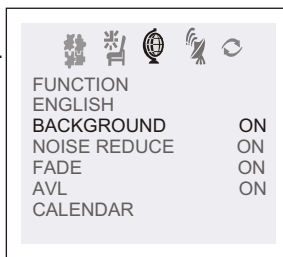 FUNCTION
ENGLISH
BACKGROUND ON
NOISE REDUCE ON
FADE ON
AVL ON
CALENDAR